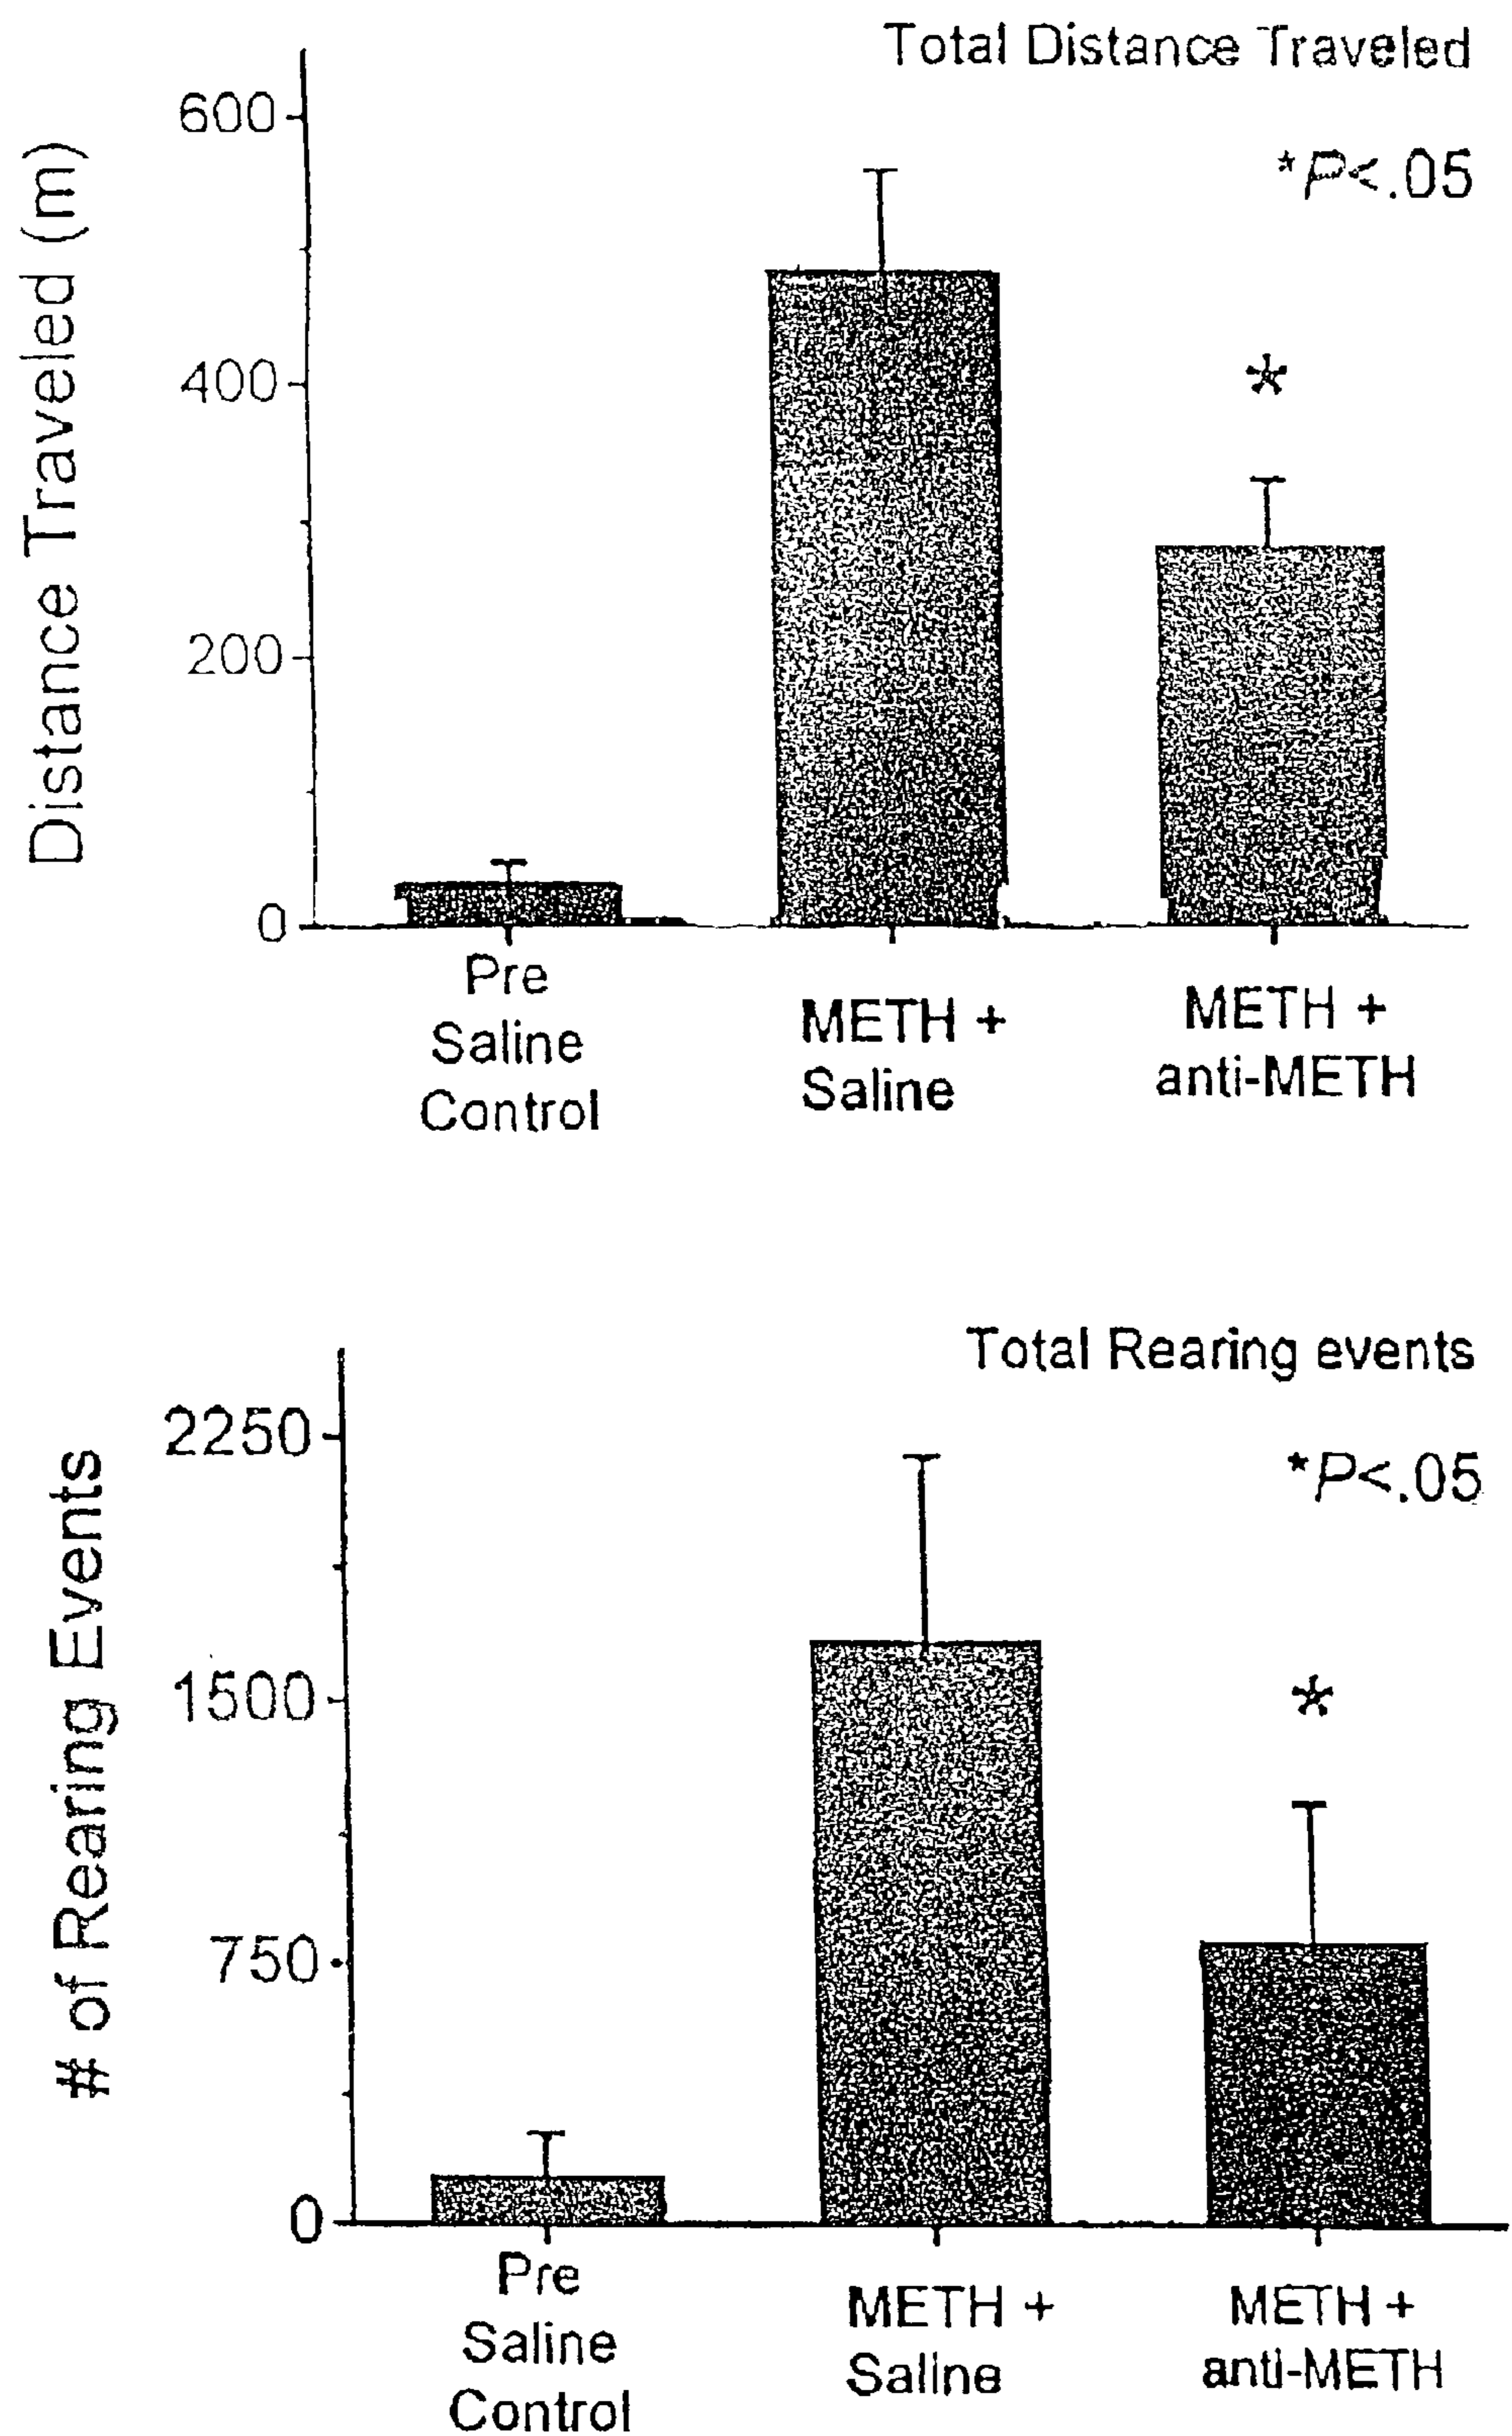 Total Distance Traveled
*P<.05
Distance Traveled (m)
600
400
200
0
*
Pre
Saline
Control
METH +
Saline
METH +
anti-METH
Total Rearing events
*P<.05
# of Rearing Events
2250
1500
750
0
*
Pre
Saline
Control
METH +
Saline
METH +
anti-METH